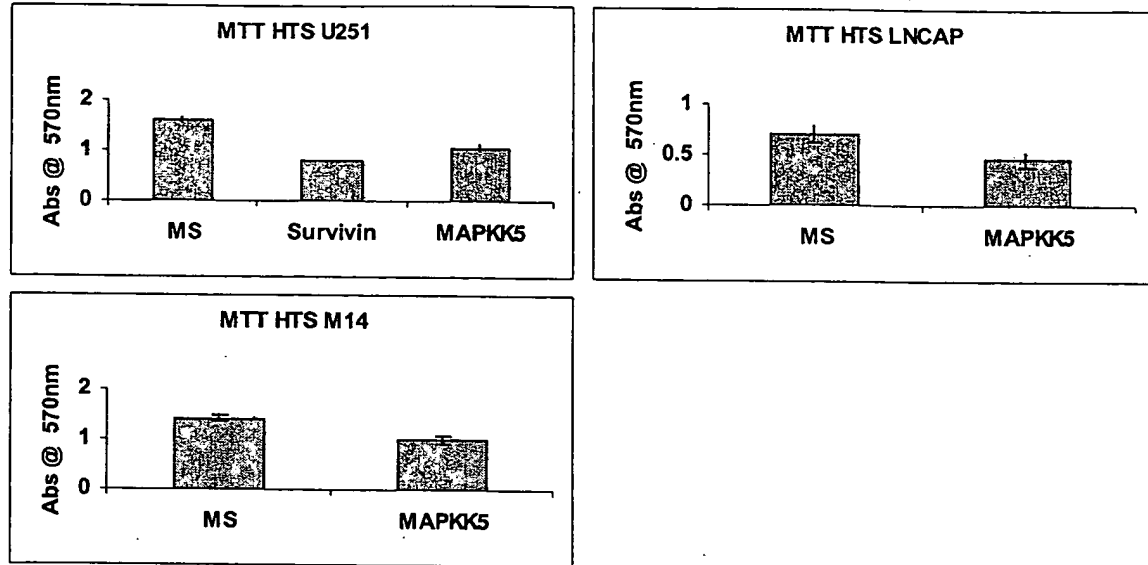 MTT HTS U251
Abs @ 570nm
2
1
0
MS Survivin MAPKK5
MTT HTS LNCAP
Abs @ 570nm
1
0.5
0
MS MAPKK5
MTT HTS M14
Abs @ 570nm
2
1
0
MS MAPKK5